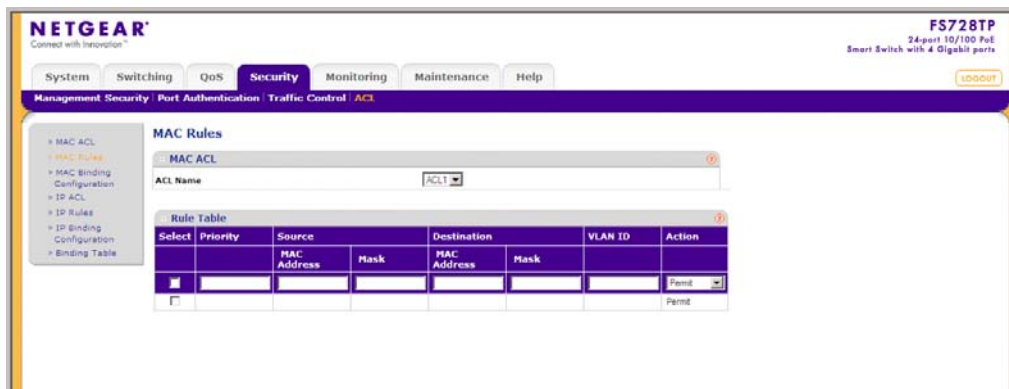 NETGEAR
Connect with Innovation™
FS728TP
24-port 10/100 PoE
Smart Switch with 4 Gigabit ports
System Switching QoS Security Monitoring Maintenance Help
LOGOUT
Management Security | Port Authentication | Traffic Control | ACL
» MAC ACL
» MAC Rules
» MAC Binding
Configuration
» IP ACL
» IP Rules
» IP Binding
Configuration
» Binding Table
MAC Rules
MAC ACL
ACL Name ACL1
Rule Table
Select Priority Source Destination VLAN ID Action
MAC Address Mask MAC Address Mask
Permit
Permit